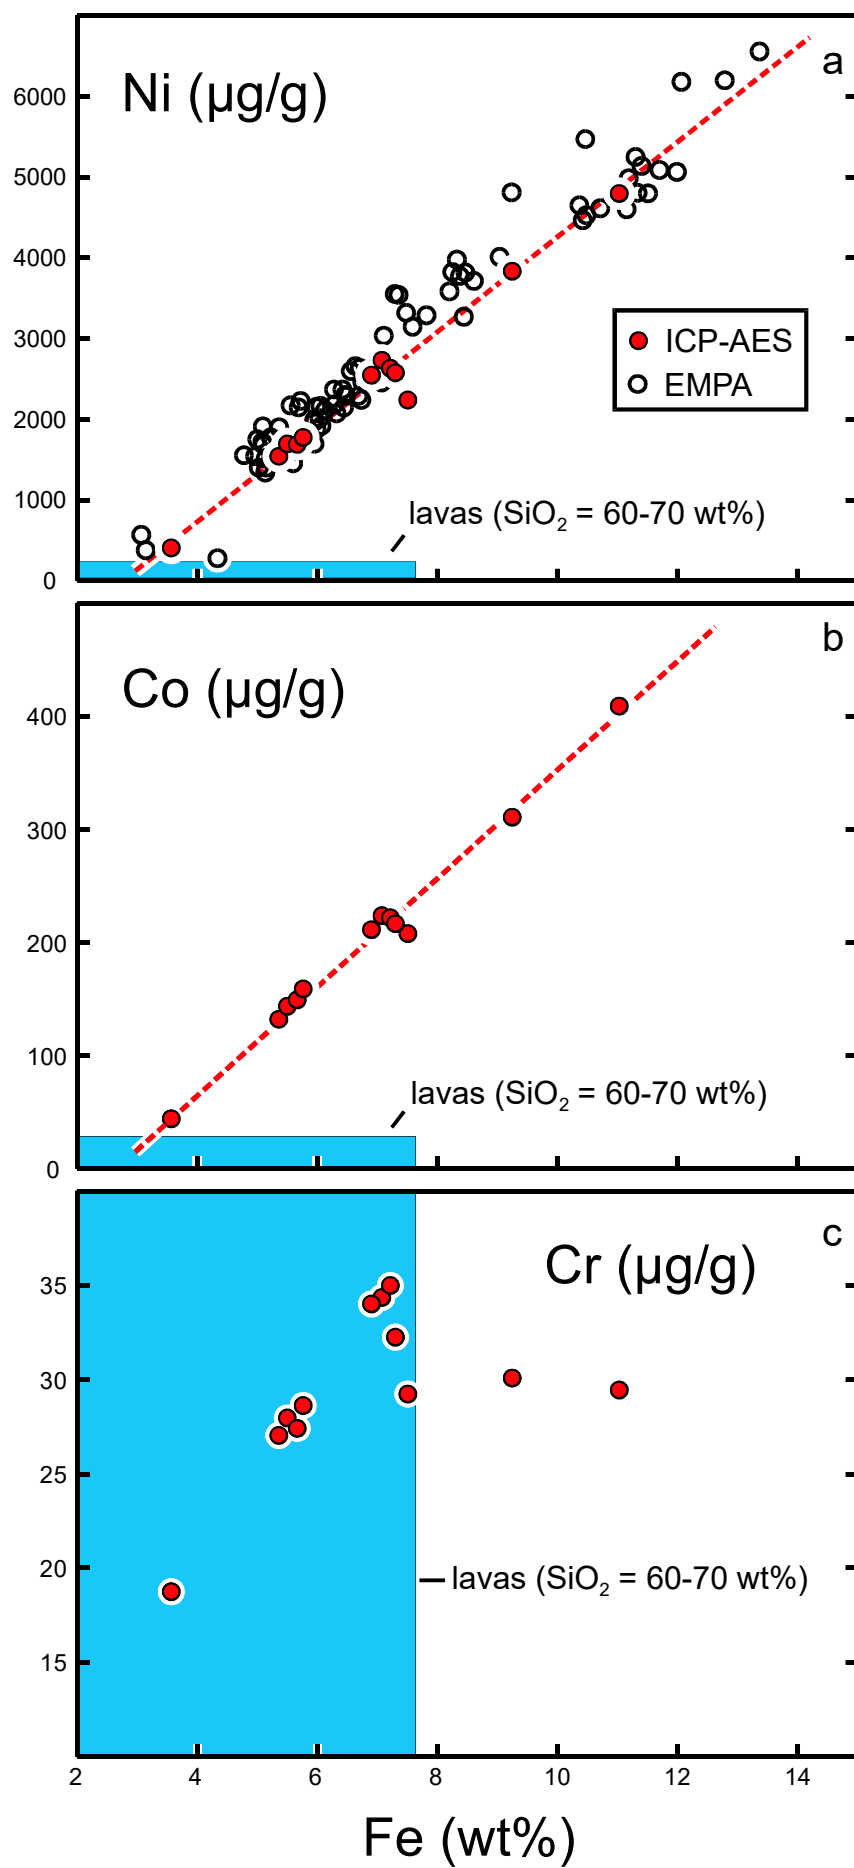 a
Ni (µg/g)
6000
5000
4000
3000
2000
1000
0
ICP-AES
EMPA
lavas (SiO₂ = 60-70 wt%)
b
Co (µg/g)
400
300
200
100
0
lavas (SiO₂ = 60-70 wt%)
c
Cr (µg/g)
35
30
25
20
15
lavas (SiO₂ = 60-70 wt%)
2 4 6 8 10 12 14
Fe (wt%)